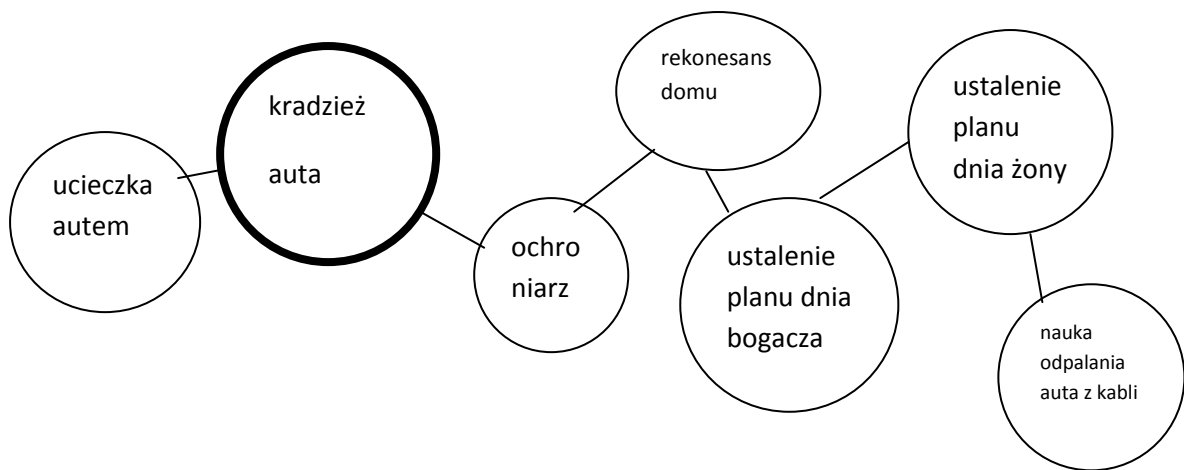 ucieczka
autem
kradzież
auta
ochro
niarz
rekonesans
domu
ustalenie
planu dnia
bogacza
ustalenie
planu
dnia żony
nauka
odpalania
auta z kabli